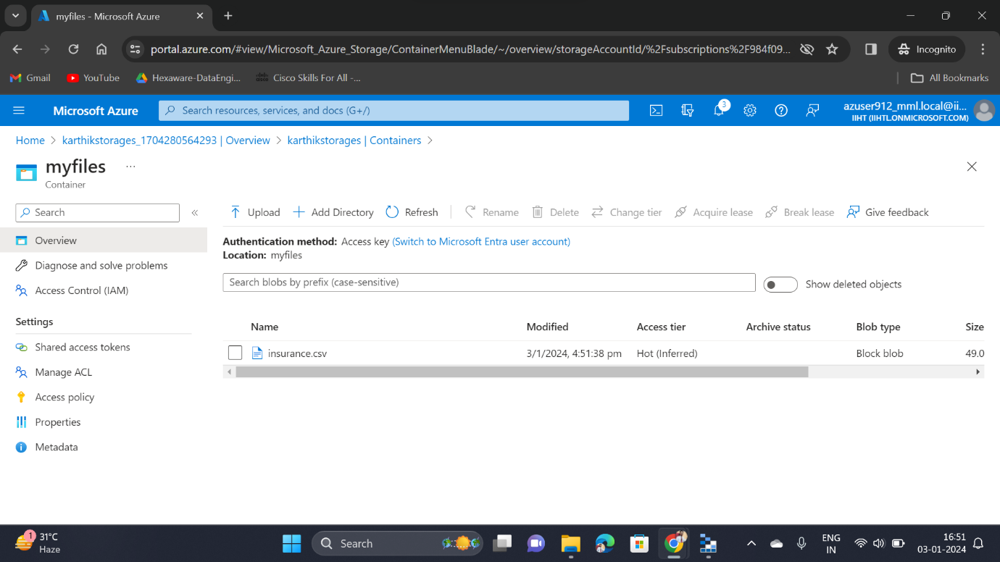 myfiles - Microsoft Azure
portal.azure.com/#view/Microsoft_Azure_Storage/ContainerMenuBlade/~/overview/storageAccountId/%2Fsubscriptions%2F984f09...
Incognito
Gmail
YouTube
Hexaware-DataEngi...
Cisco Skills For All -...
All Bookmarks
Microsoft Azure
Search resources, services, and docs (G+/)
3
azuser912_mml.local@ii...
IIHT (IIHTL.ONMICROSOFT.COM)
Home > karthikstorages_1704280564293 | Overview > karthikstorages | Containers >
myfiles ...
Container
Search
«
Upload
Add Directory
Refresh
Rename
Delete
Change tier
Acquire lease
Break lease
Give feedback
Overview
Diagnose and solve problems
Access Control (IAM)
Settings
Shared access tokens
Manage ACL
Access policy
Properties
Metadata
Authentication method: Access key (Switch to Microsoft Entra user account)
Location: myfiles
Search blobs by prefix (case-sensitive)
Show deleted objects
Name Modified Access tier Archive status Blob type Size
insurance.csv 3/1/2024, 4:51:38 pm Hot (Inferred) Block blob 49.0
1
31°C
Haze
Search
ENG
IN
16:51
03-01-2024